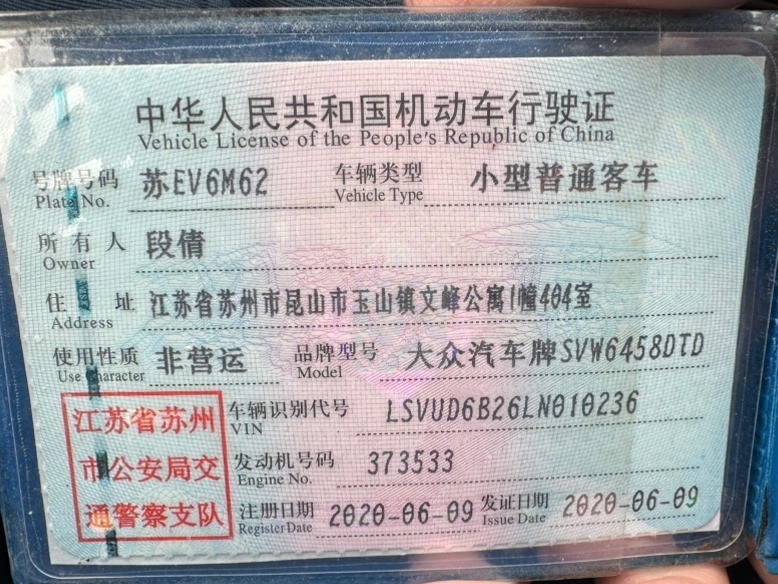 中华人民共和国机动车行驶证
Vehicle License of the People's Republic of China
号牌号码 苏EV6M62 车辆类型 小型普通客车
Plate No. Vehicle Type
所有人 段倩
Owner
住址 江苏省苏州市昆山市玉山镇文峰公寓1幢404室
Address
使用性质 非营运 品牌型号 大众汽车牌SVW6458DTD
Use Character Model
江苏省苏州 车辆识别代号 LSVUD6B26LN010236
VIN
市公安局交 发动机号码 373533
Engine No.
通警察支队 注册日期 2020-06-09 发证日期 2020-06-09
Register Date Issue Date